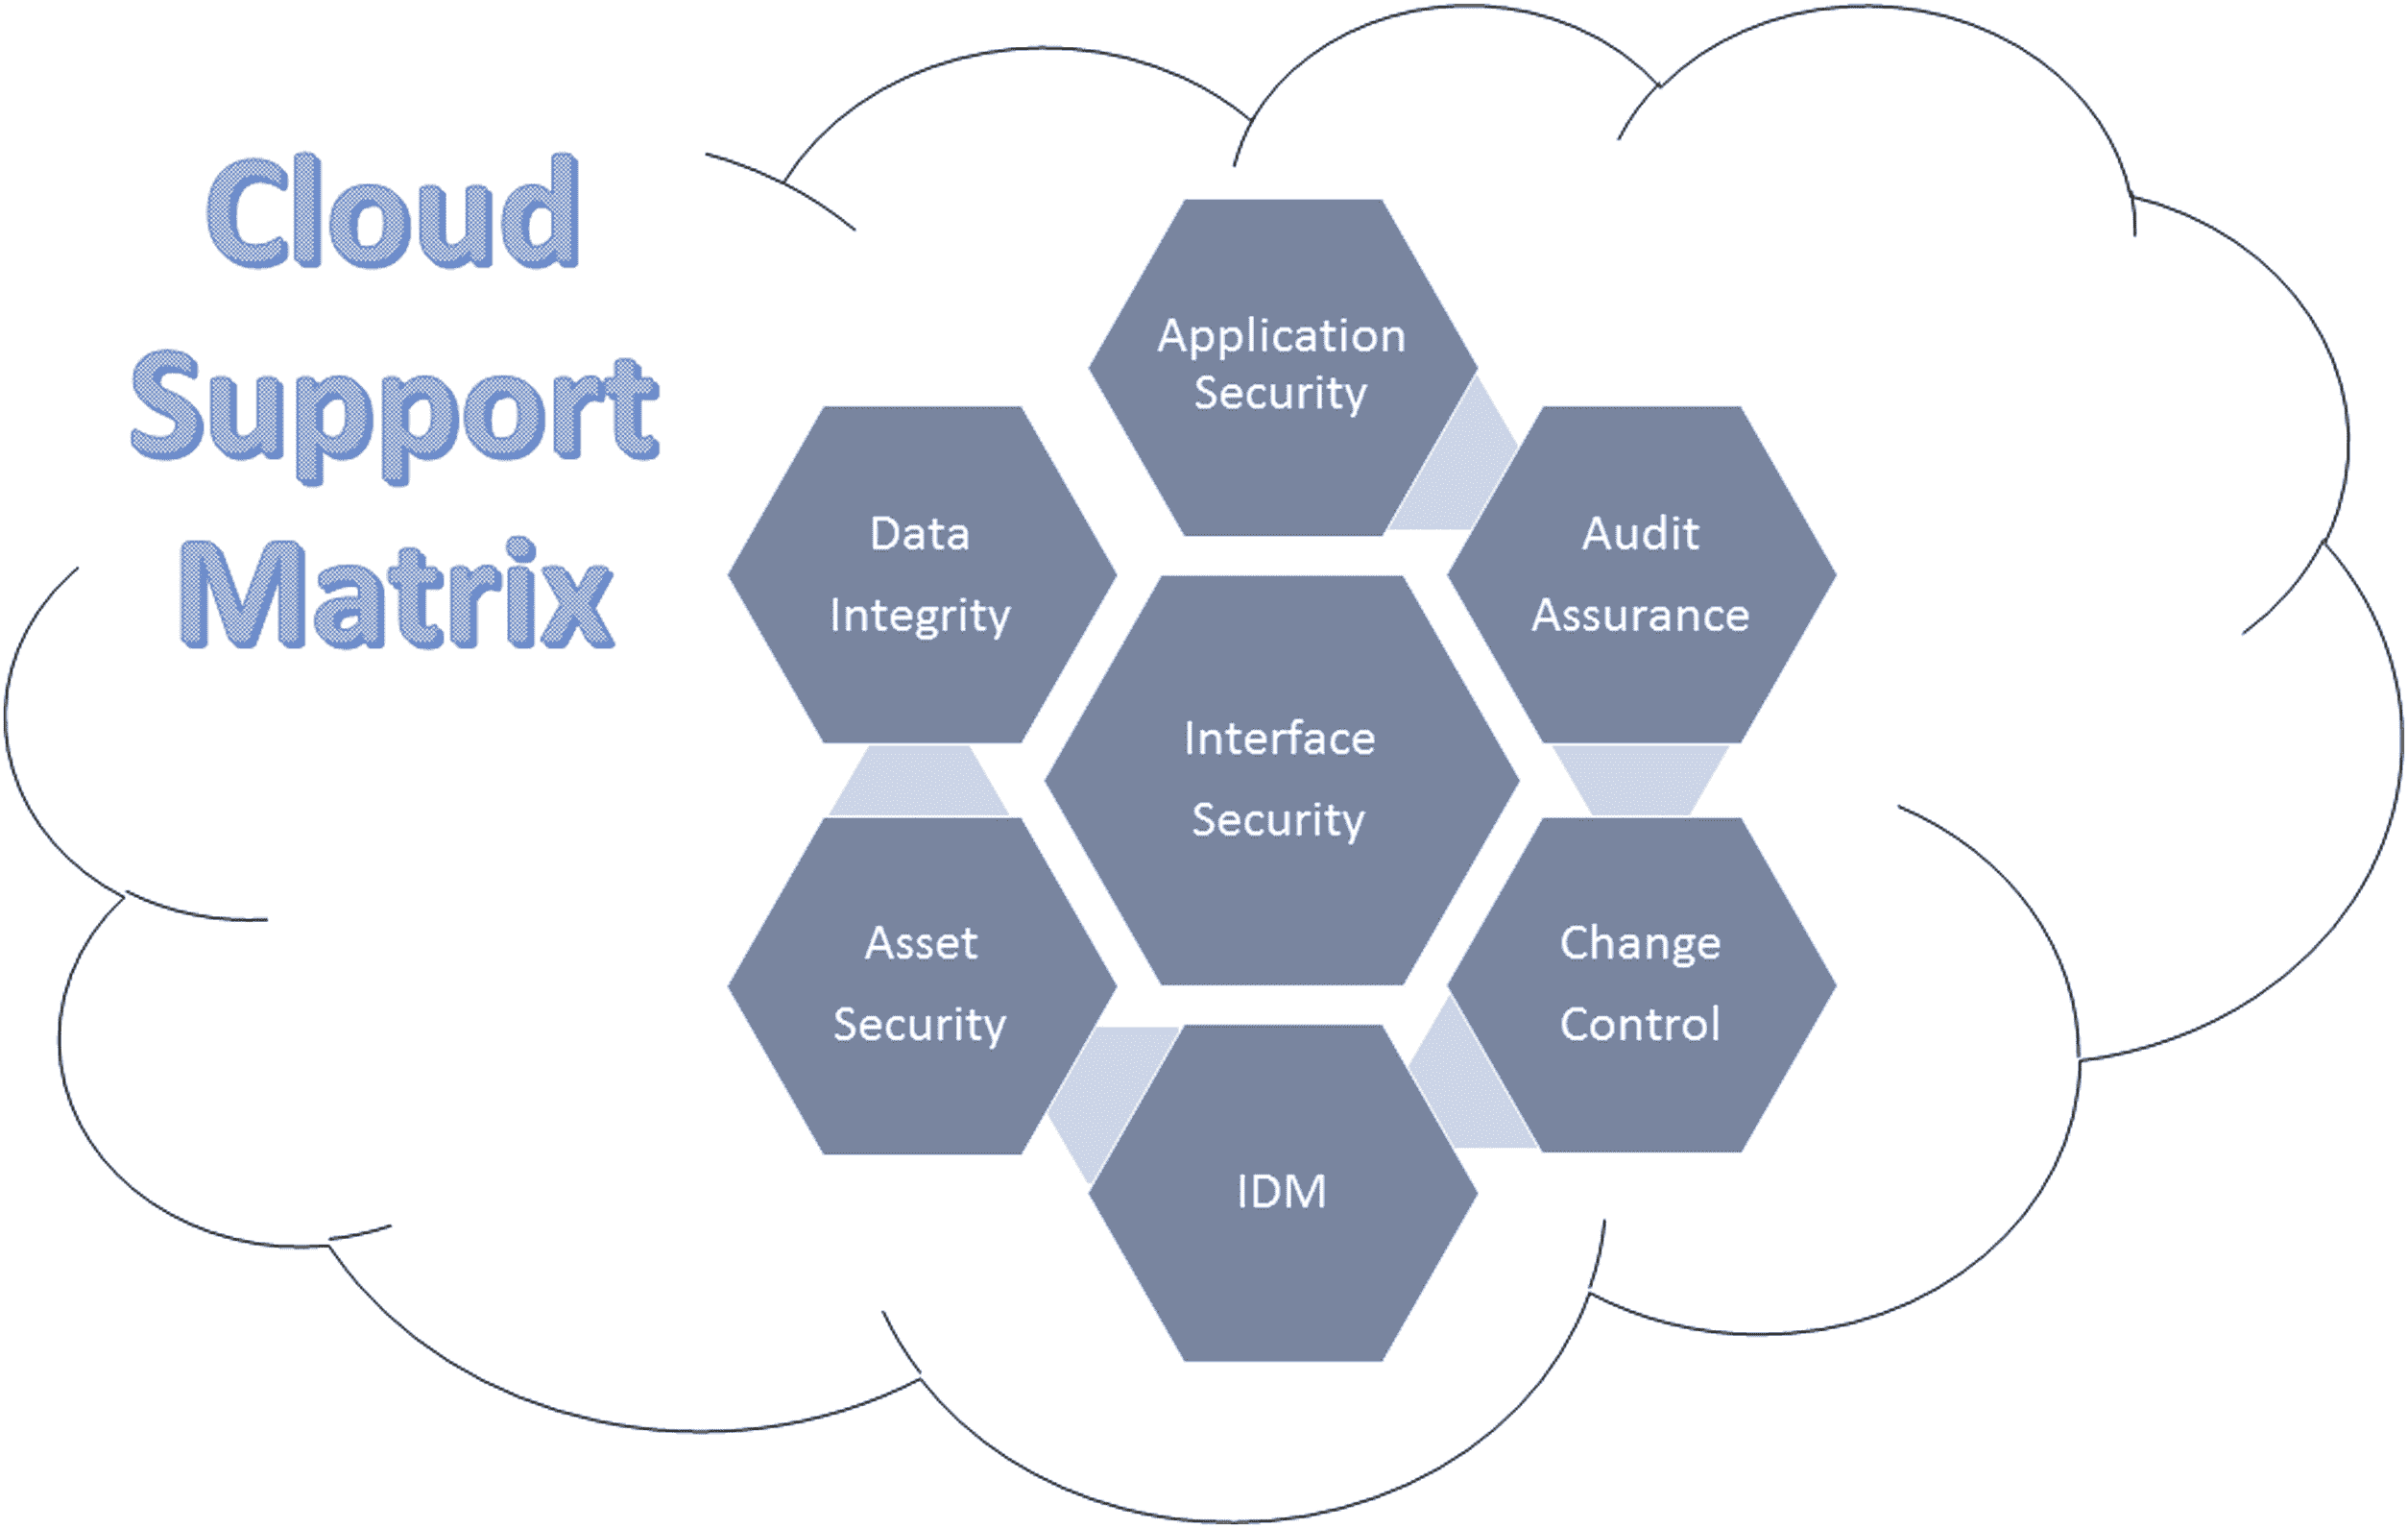 Cloud
Support
Matrix
Application
Security
Data
Integrity
Audit
Assurance
Interface
Security
Asset
Security
Change
Control
IDM